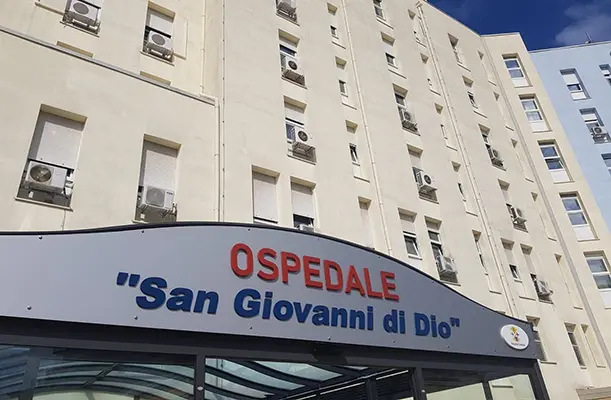 OSPEDALE
"San Giovanni di Dio"